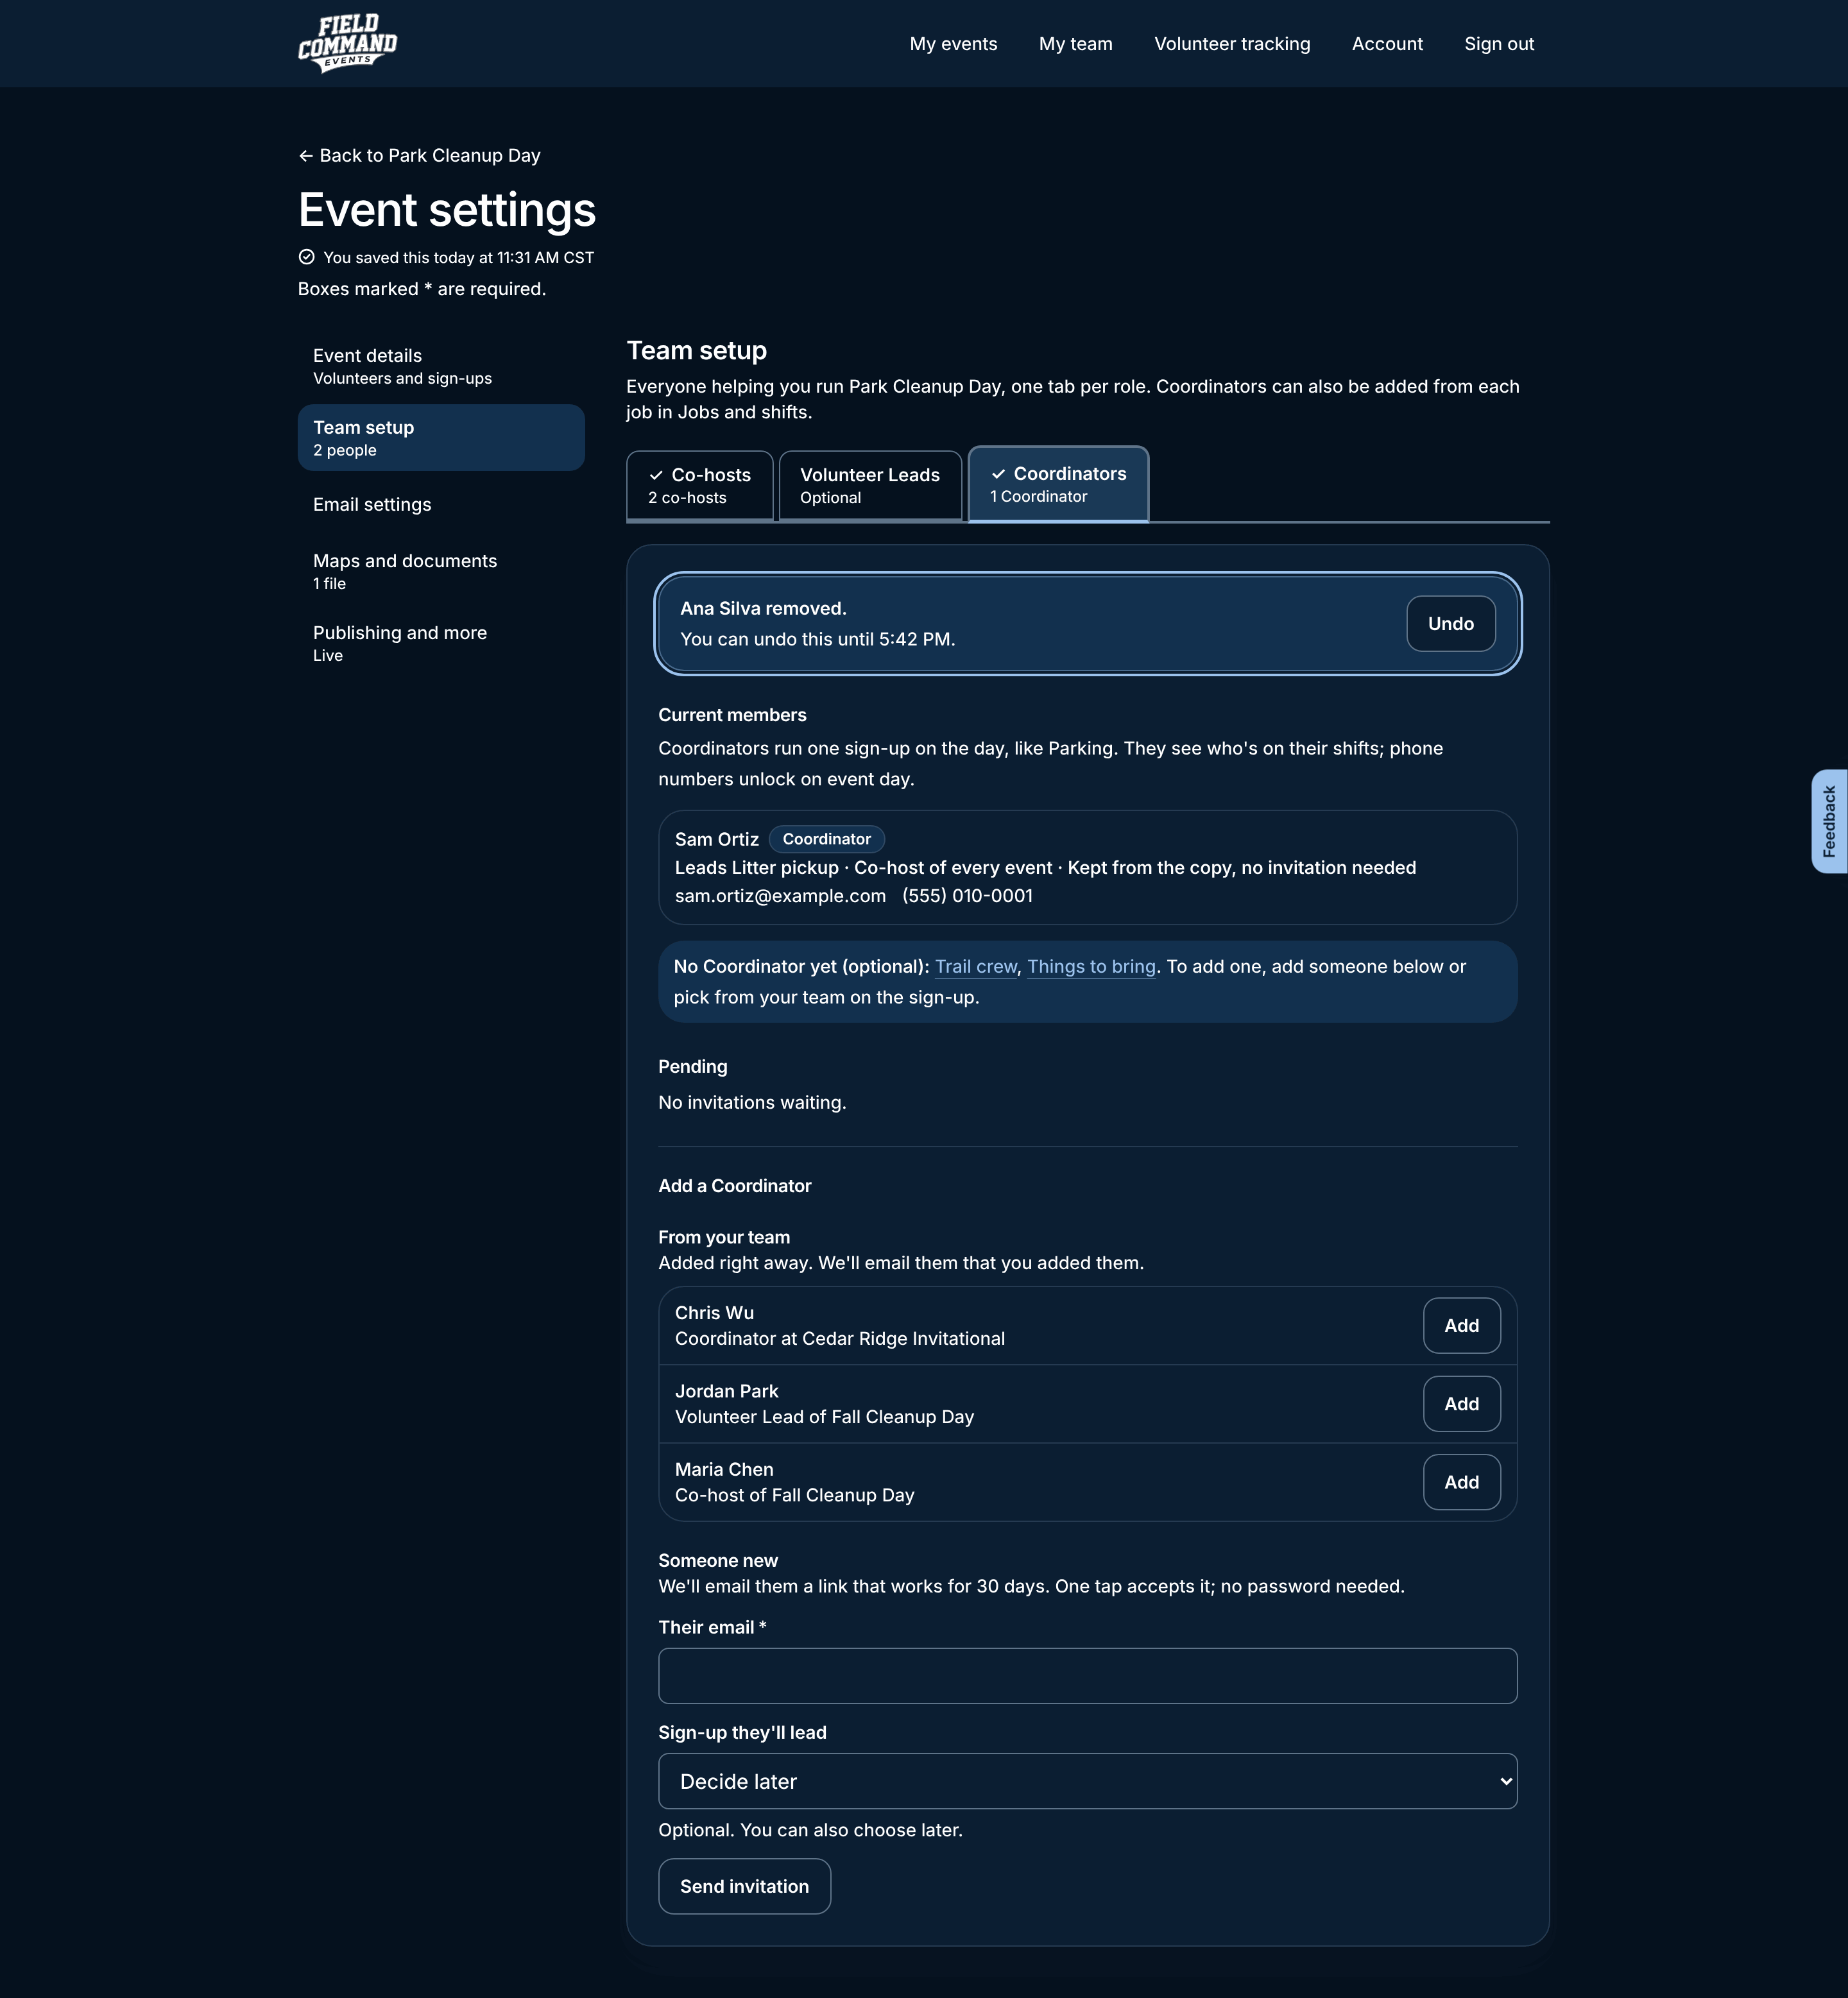 FIELD
COMMAND
EVENTS
My events
My team
Volunteer tracking
Account
Sign out
← Back to Park Cleanup Day
Event settings
You saved this today at 11:31 AM CST
Boxes marked * are required.
Event details
Volunteers and sign-ups
Team setup
2 people
Email settings
Maps and documents
1 file
Publishing and more
Live
Team setup
Everyone helping you run Park Cleanup Day, one tab per role. Coordinators can also be added from each
job in Jobs and shifts.
✓ Co-hosts
2 co-hosts
Volunteer Leads
Optional
✓ Coordinators
1 Coordinator
Ana Silva removed.
You can undo this until 5:42 PM.
Undo
Current members
Coordinators run one sign-up on the day, like Parking. They see who's on their shifts; phone
numbers unlock on event day.
Sam Ortiz Coordinator
Leads Litter pickup · Co-host of every event · Kept from the copy, no invitation needed
sam.ortiz@example.com (555) 010-0001
No Coordinator yet (optional): Trail crew, Things to bring. To add one, add someone below or
pick from your team on the sign-up.
Pending
No invitations waiting.
Add a Coordinator
From your team
Added right away. We'll email them that you added them.
Chris Wu
Coordinator at Cedar Ridge Invitational
Add
Jordan Park
Volunteer Lead of Fall Cleanup Day
Add
Maria Chen
Co-host of Fall Cleanup Day
Add
Someone new
We'll email them a link that works for 30 days. One tap accepts it; no password needed.
Their email *
Sign-up they'll lead
Decide later
Optional. You can also choose later.
Send invitation
Feedback